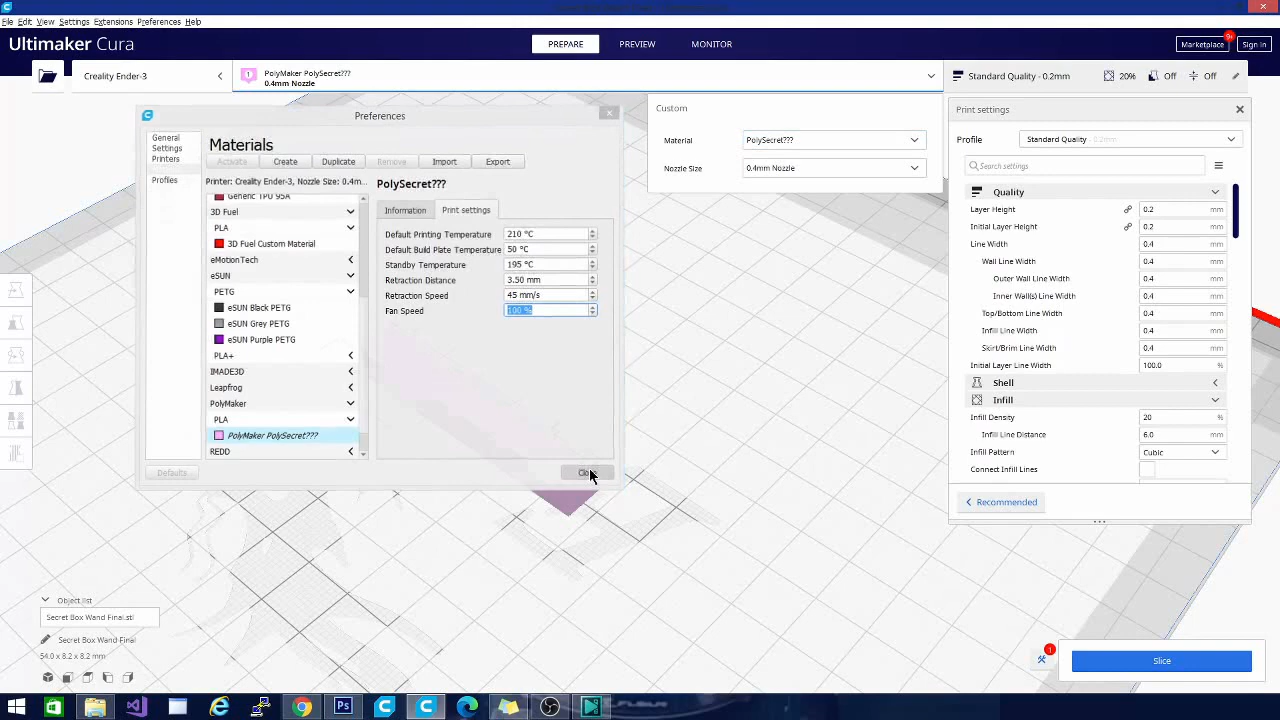 File Edit View Settings Extensions Preferences Help
Ultimaker Cura
PREPARE
PREVIEW
MONITOR
Marketplace
Sign in
Creality Ender-3
PolyMaker PolySecret???
0.4mm Nozzle
Standard Quality - 0.2mm
20%
Off
Off
Custom
Material
PolySecret???
Nozzle Size
0.4mm Nozzle
Preferences
General
Settings
Printers
Profiles
Materials
Activate
Create
Duplicate
Remove
Import
Export
Printer: Creality Ender-3, Nozzle Size: 0.4m...
Generic TPU 95A
3D Fuel
PLA
3D Fuel Custom Material
eMotionTech
eSUN
PETG
eSUN Black PETG
eSUN Grey PETG
eSUN Purple PETG
PLA+
IMADE3D
Leapfrog
PolyMaker
PLA
PolyMaker PolySecret???
REDD
PolySecret???
Information
Print settings
Default Printing Temperature 210 °C
Default Build Plate Temperature 50 °C
Standby Temperature 195 °C
Retraction Distance 3.50 mm
Retraction Speed 45 mm/s
Fan Speed 100 %
Defaults
Print settings
Profile
Standard Quality 0.2mm
Search settings
Quality
Layer Height 0.2 mm
Initial Layer Height 0.2 mm
Line Width 0.4 mm
Wall Line Width 0.4 mm
Outer Wall Line Width 0.4 mm
Inner Wall(s) Line Width 0.4 mm
Top/Bottom Line Width 0.4 mm
Infill Line Width 0.4 mm
Skirt/Brim Line Width 0.4 mm
Initial Layer Line Width 100.0 %
Shell
Infill
Infill Density 20 %
Infill Line Distance 6.0 mm
Infill Pattern Cubic
Connect Infill Lines
Recommended
Object list
Secret Box Wand Final.stl
Secret Box Wand Final
54.0 x 8.2 x 8.2 mm
1
Slice